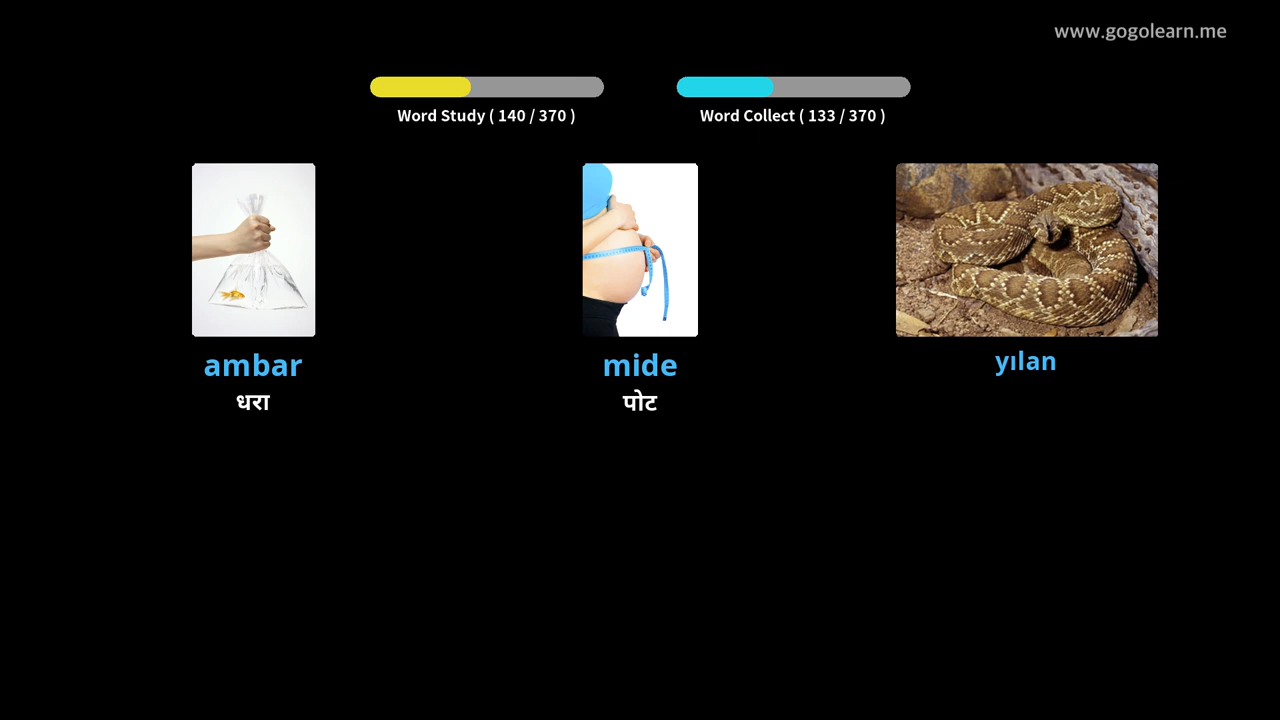 www.gogolearn.me
Word Study ( 140 / 370 )
Word Collect ( 133 / 370 )
ambar
mide
yılan
धरा
पोट